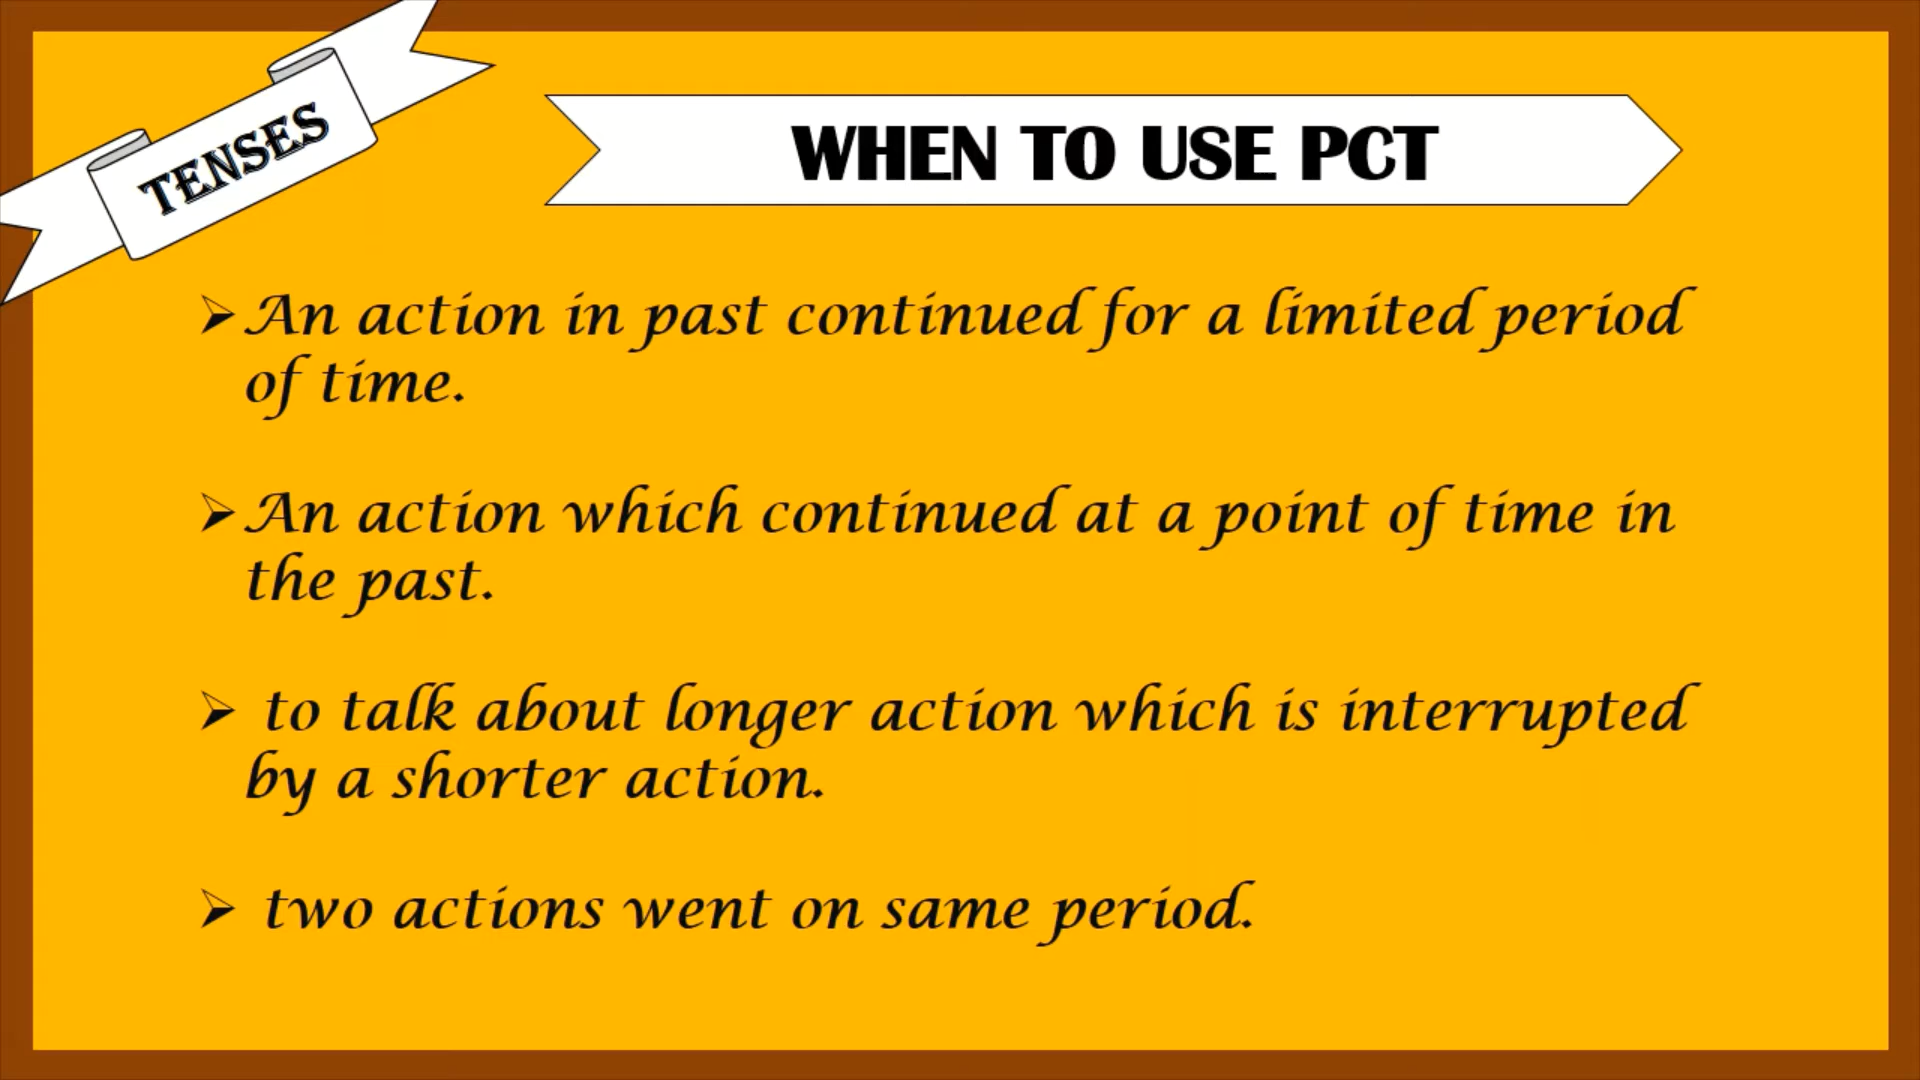 TENSES
WHEN TO USE PCT
➢ An action in past continued for a limited period
of time.
➢ An action which continued at a point of time in
the past.
➢ to talk about longer action which is interrupted
by a shorter action.
➢ two actions went on same period.